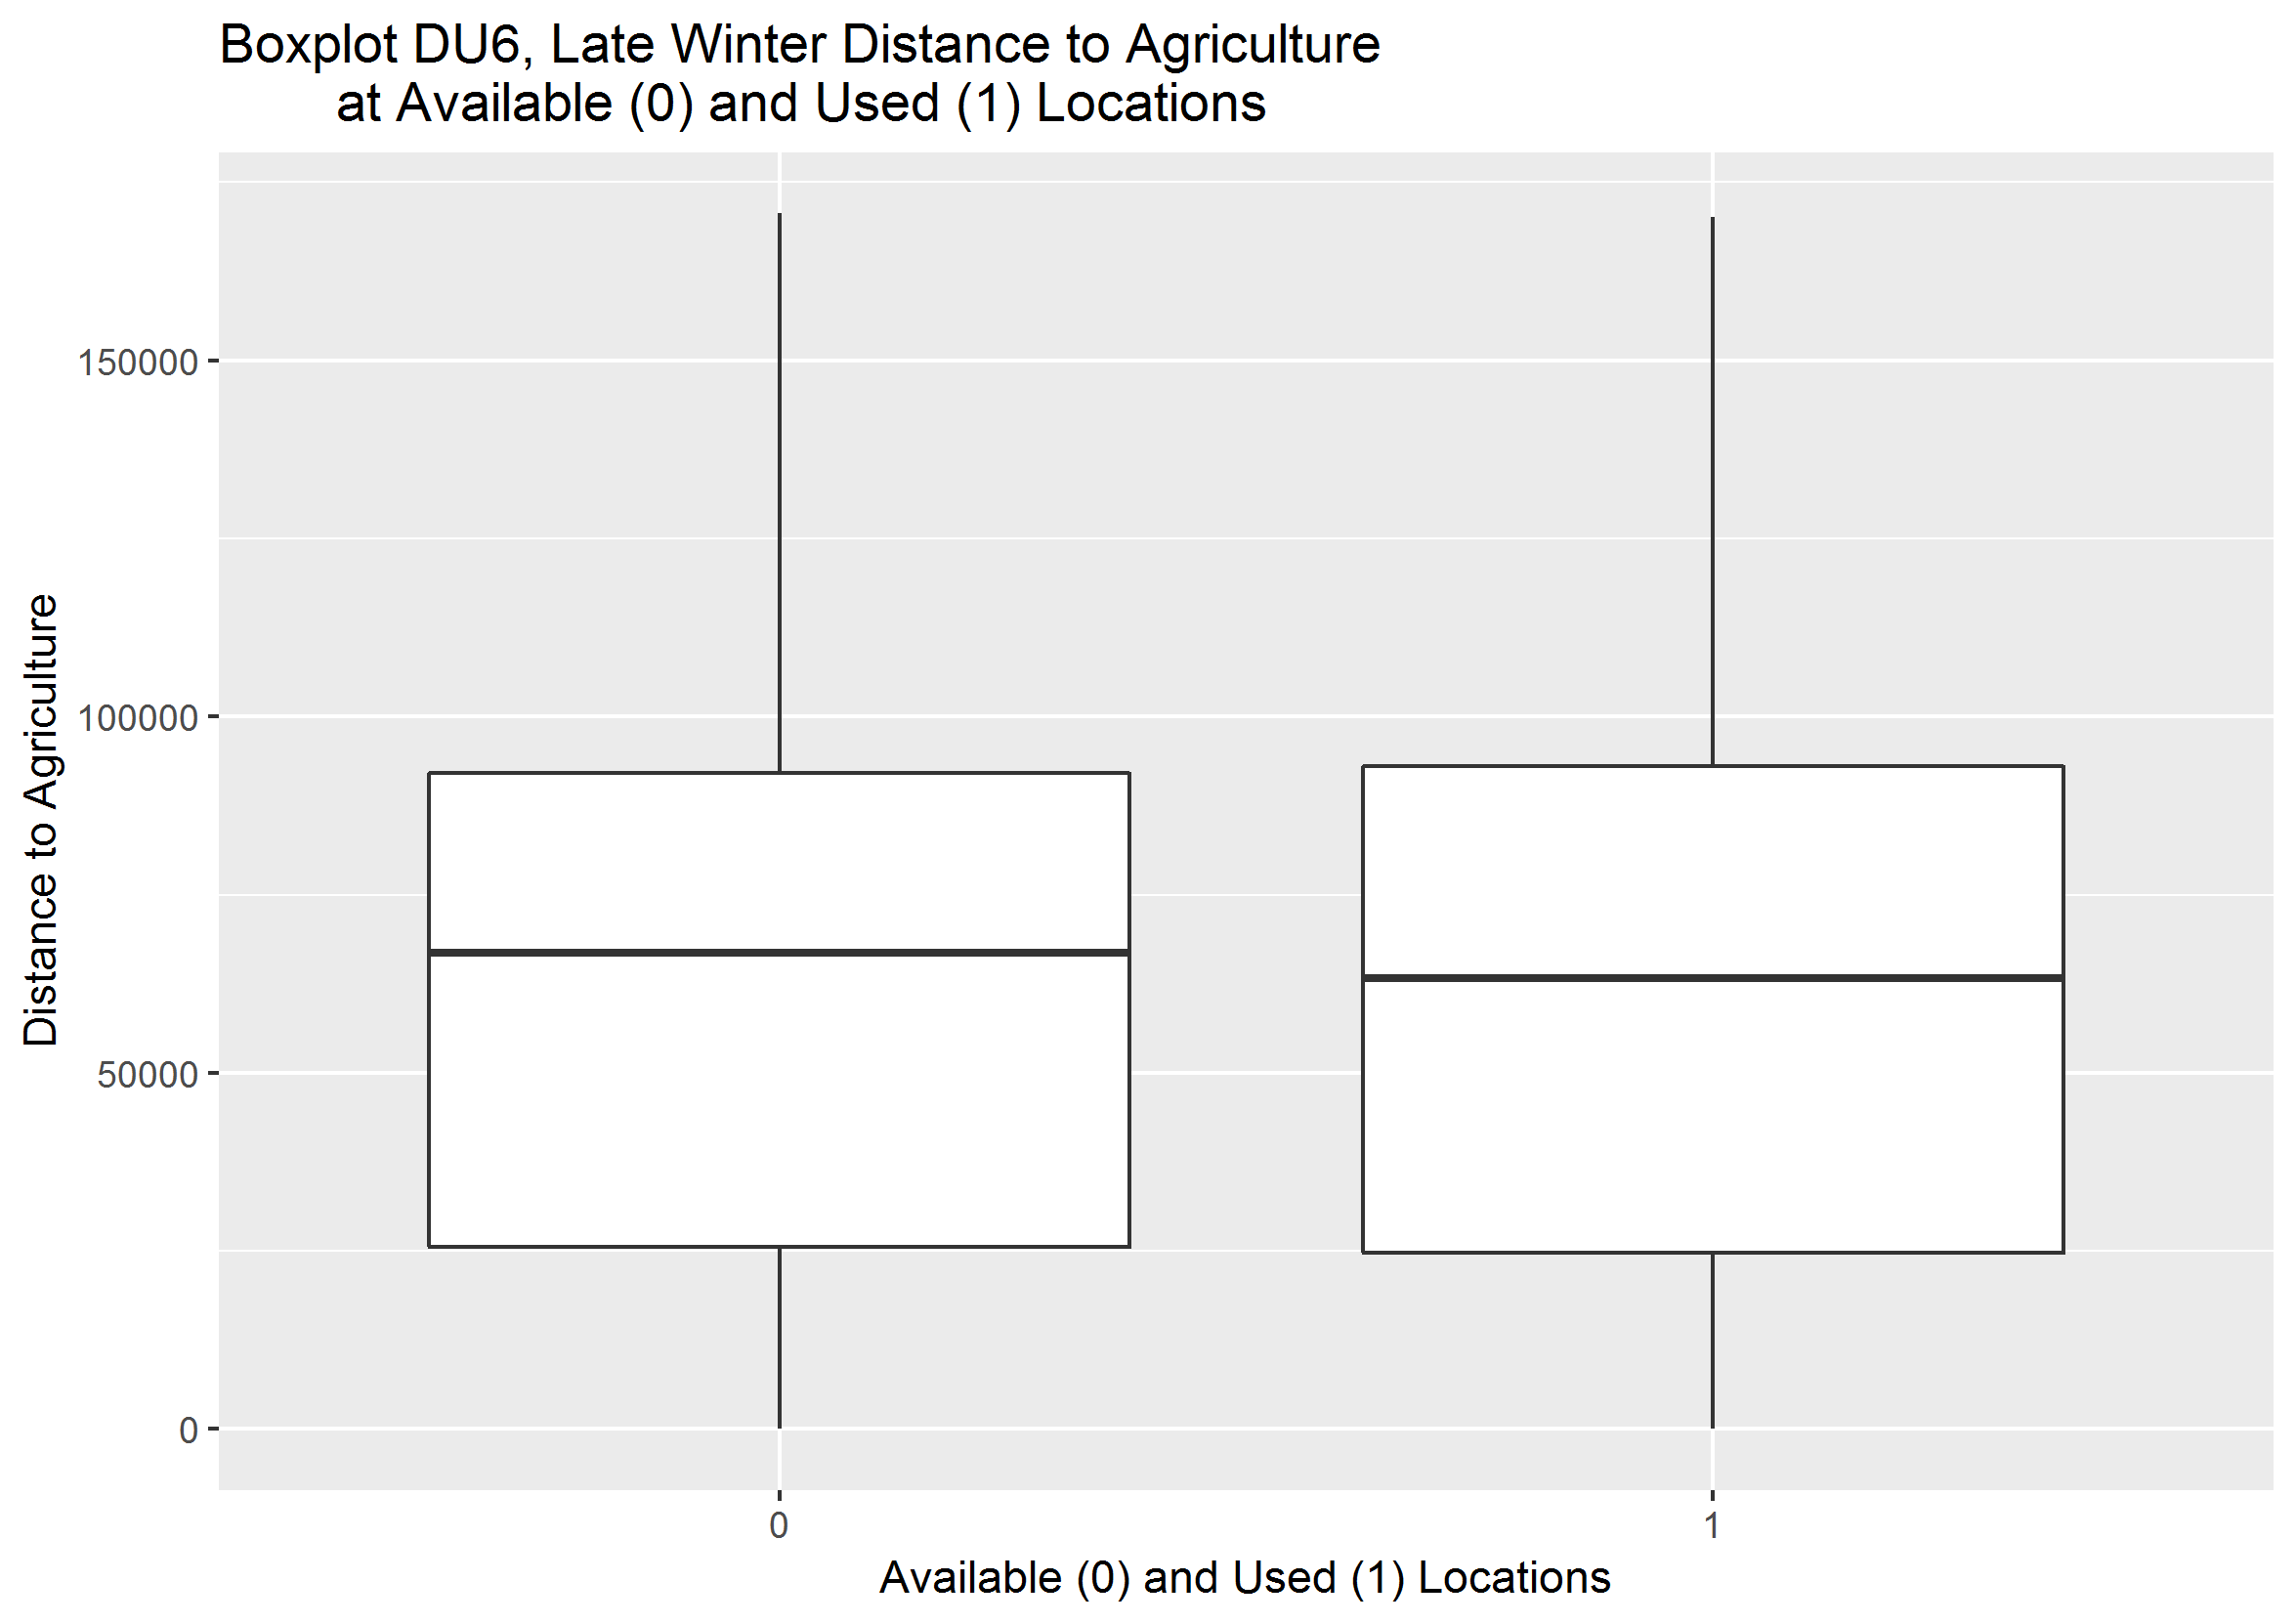 Boxplot DU6, Late Winter Distance to Agriculture
at Available (0) and Used (1) Locations
150000
100000
50000
0
Distance to Agriculture
0 1
Available (0) and Used (1) Locations